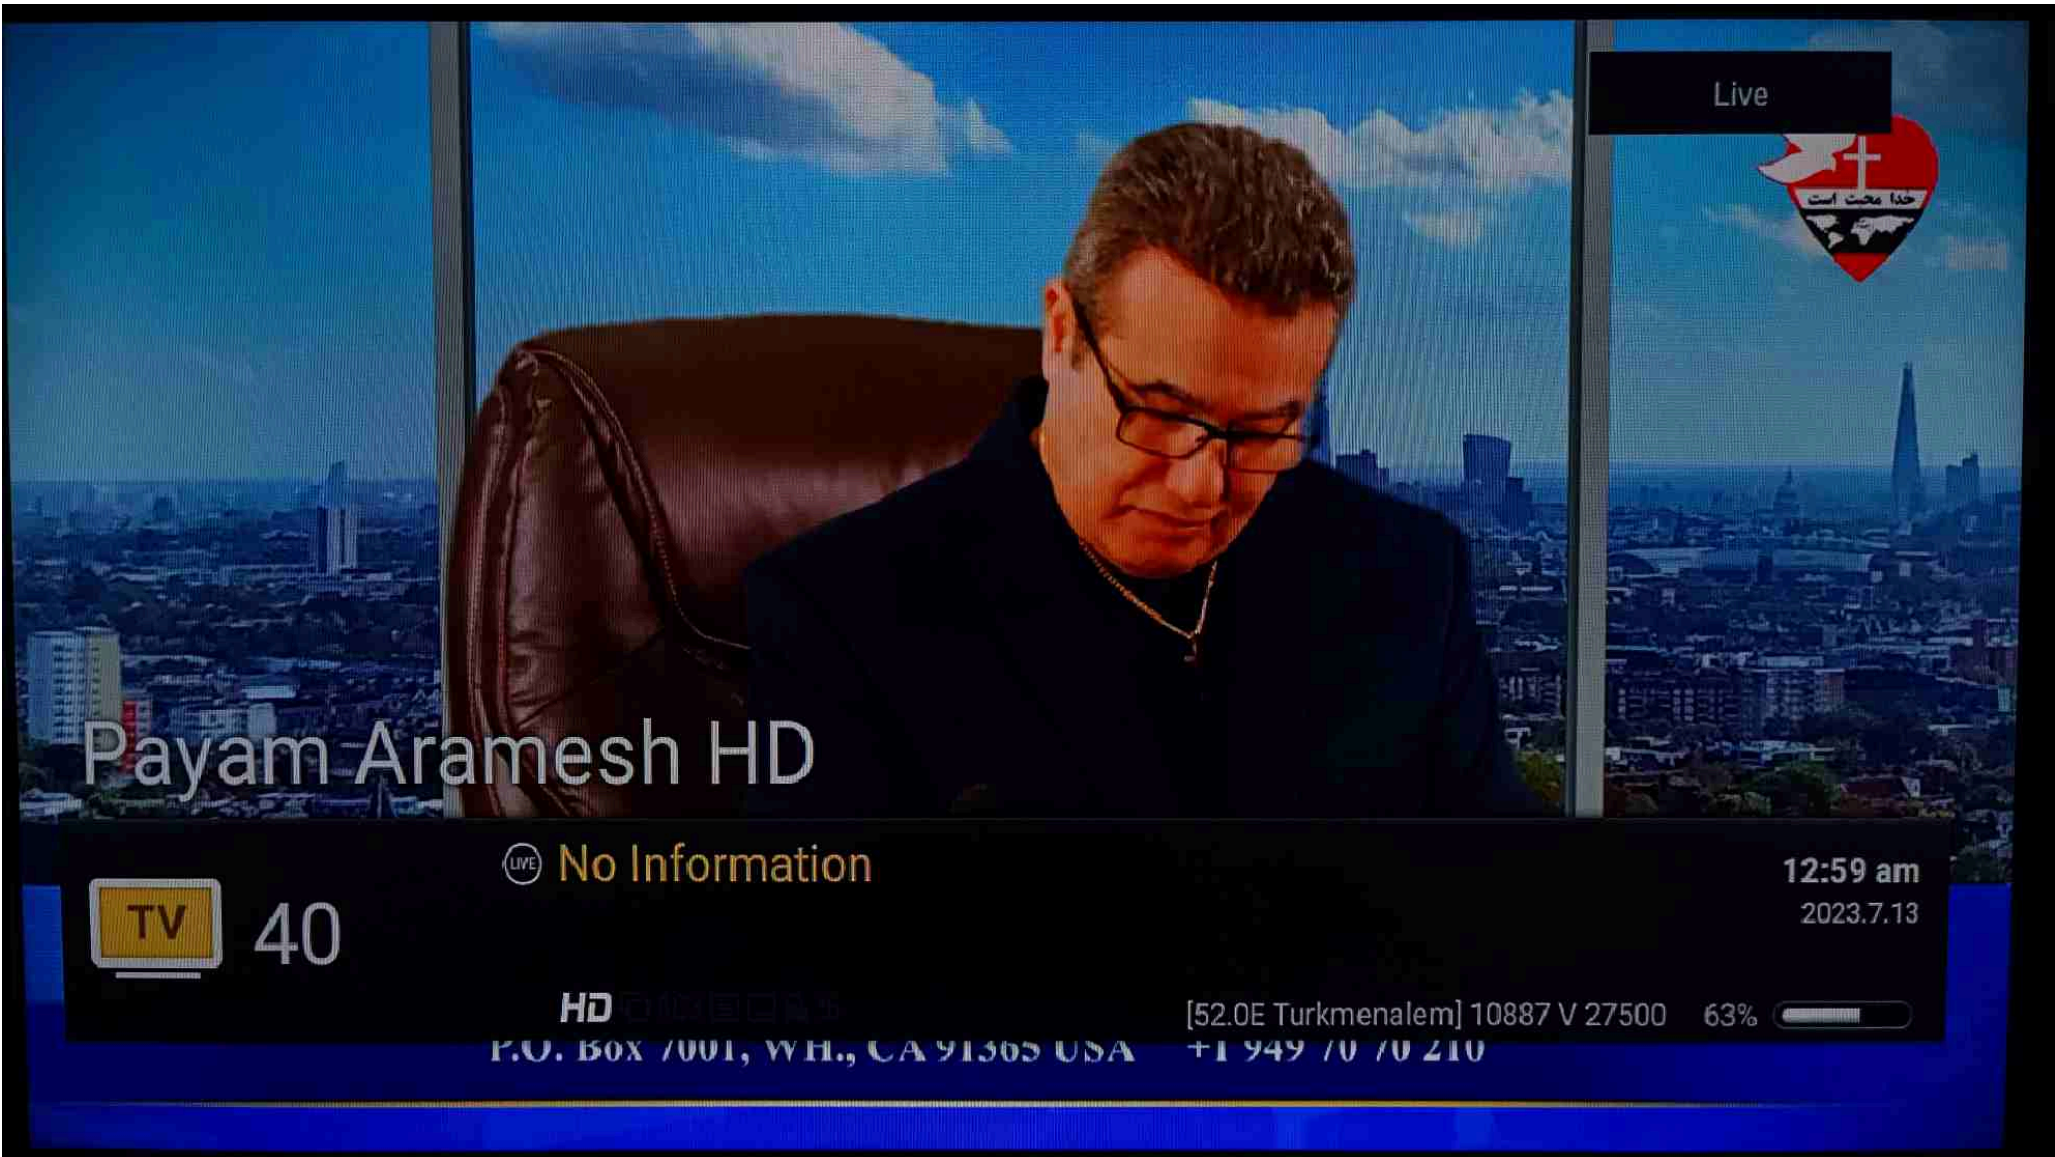 Live
خدا محبت است
Payam Aramesh HD
LIVE No Information
12:59 am
TV 40
2023.7.13
HD
[52.0E Turkmenalem] 10887 V 27500 63%
P.O. Box 7001, WH., CA 91365 USA +1 949 70 70 210